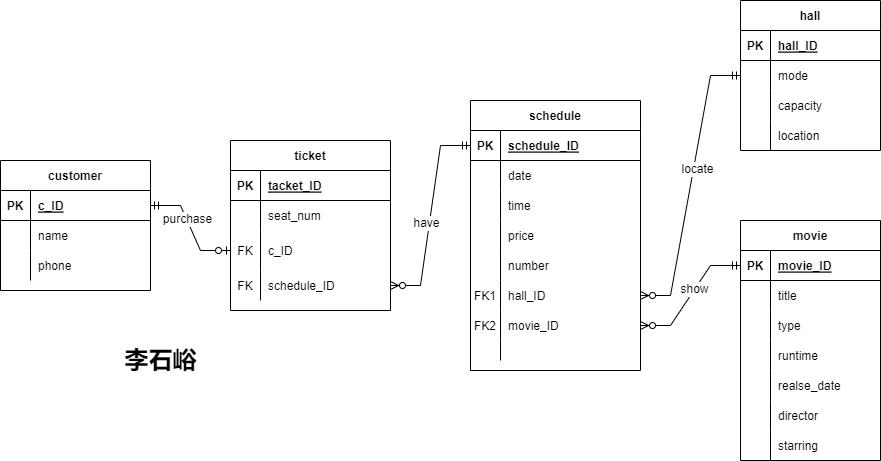 customer
PK c_ID
name
phone
purchase
ticket
PK tacket_ID
seat_num
FK c_ID
FK schedule_ID
have
schedule
PK schedule_ID
date
time
price
number
FK1 hall_ID
FK2 movie_ID
locate
show
hall
PK hall_ID
mode
capacity
location
movie
PK movie_ID
title
type
runtime
realse_date
director
starring
李石峪